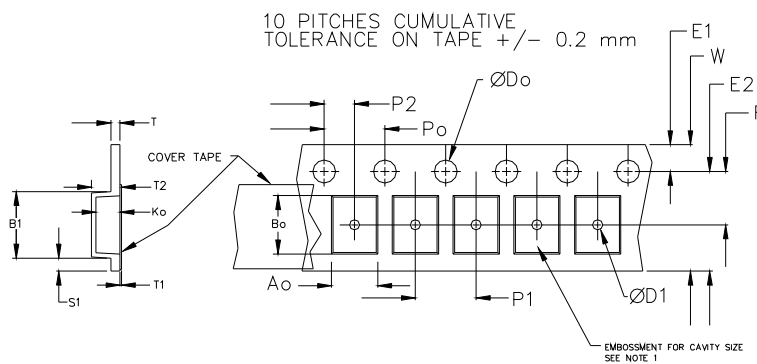 10 PITCHES CUMULATIVE
TOLERANCE ON TAPE +/- 0.2 mm
E1
W
E2
ØDo
P2
Po
T
COVER TAPE
T2
Ko
B1
Bo
S1
T1
Ao
P1
ØD1
EMBOSSMENT FOR CAVITY SIZE
SEE NOTE 1